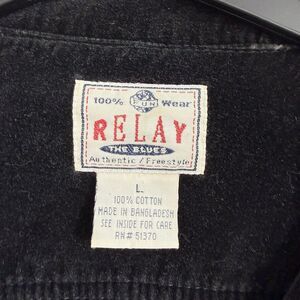 100% FUN Wear
RELAY
THE BLUES
Authentic / Freestyle
L
100% COTTON
MADE IN BANGLADESH
SEE INSIDE FOR CARE
RN# 51370